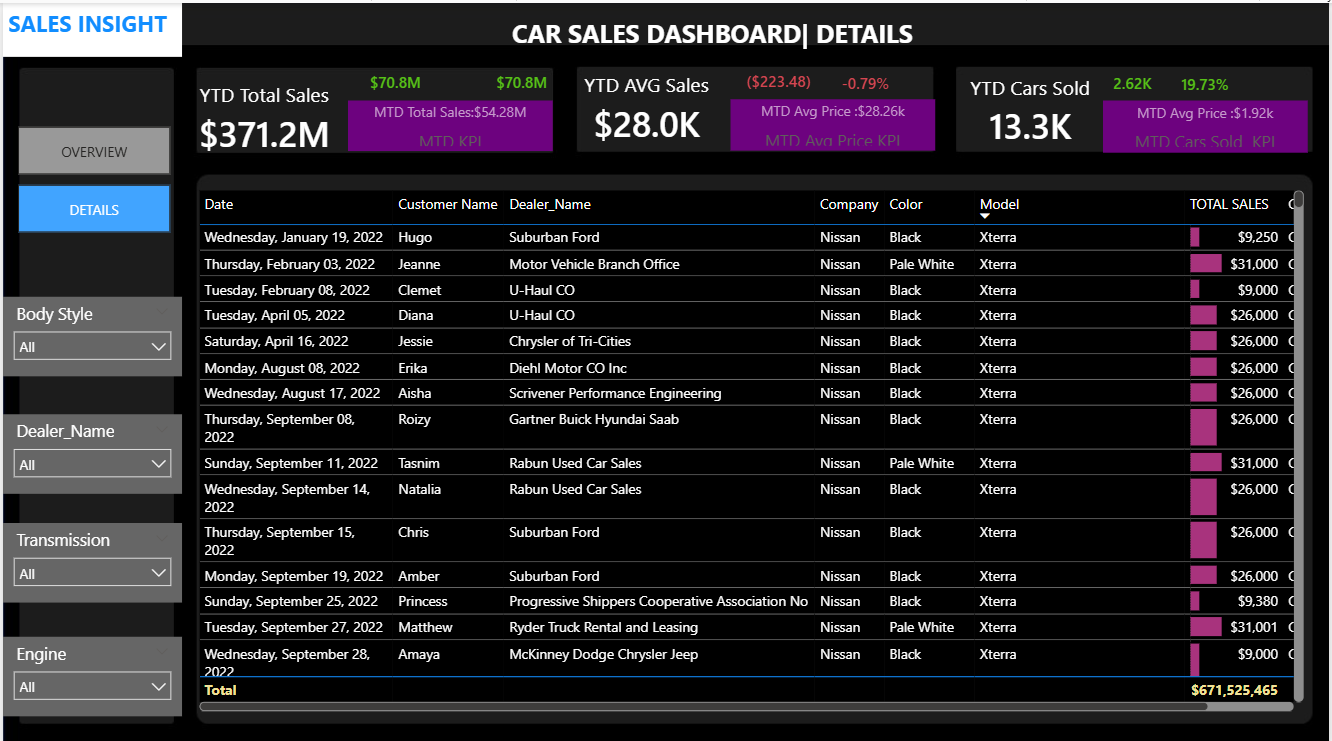 SALES INSIGHT
CAR SALES DASHBOARD| DETAILS
OVERVIEW
DETAILS
Body Style
All
Dealer_Name
All
Transmission
All
Engine
All
YTD Total Sales
$371.2M
$70.8M $70.8M
MTD Total Sales:$54.28M
MTD KPI
YTD AVG Sales
$28.0K
($223.48) -0.79%
MTD Avg Price :$28.26k
MTD Avg Price KPI
YTD Cars Sold
13.3K
2.62K 19.73%
MTD Avg Price :$1.92k
MTD Cars Sold KPI
Date Customer Name Dealer_Name Company Color Model TOTAL SALES
Wednesday, January 19, 2022 Hugo Suburban Ford Nissan Black Xterra $9,250
Thursday, February 03, 2022 Jeanne Motor Vehicle Branch Office Nissan Pale White Xterra $31,000
Tuesday, February 08, 2022 Clemet U-Haul CO Nissan Black Xterra $9,000
Tuesday, April 05, 2022 Diana U-Haul CO Nissan Black Xterra $26,000
Saturday, April 16, 2022 Jessie Chrysler of Tri-Cities Nissan Black Xterra $26,000
Monday, August 08, 2022 Erika Diehl Motor CO Inc Nissan Black Xterra $26,000
Wednesday, August 17, 2022 Aisha Scrivener Performance Engineering Nissan Black Xterra $26,000
Thursday, September 08, Roizy Gartner Buick Hyundai Saab Nissan Black Xterra $26,000
2022
Sunday, September 11, 2022 Tasnim Rabun Used Car Sales Nissan Pale White Xterra $31,000
Wednesday, September 14, Natalia Rabun Used Car Sales Nissan Black Xterra $26,000
2022
Thursday, September 15, Chris Suburban Ford Nissan Black Xterra $26,000
2022
Monday, September 19, 2022 Amber Suburban Ford Nissan Black Xterra $26,000
Sunday, September 25, 2022 Princess Progressive Shippers Cooperative Association No Nissan Black Xterra $9,380
Tuesday, September 27, 2022 Matthew Ryder Truck Rental and Leasing Nissan Pale White Xterra $31,001
Wednesday, September 28, Amaya McKinney Dodge Chrysler Jeep Nissan Black Xterra $9,000
2022
Total $671,525,465